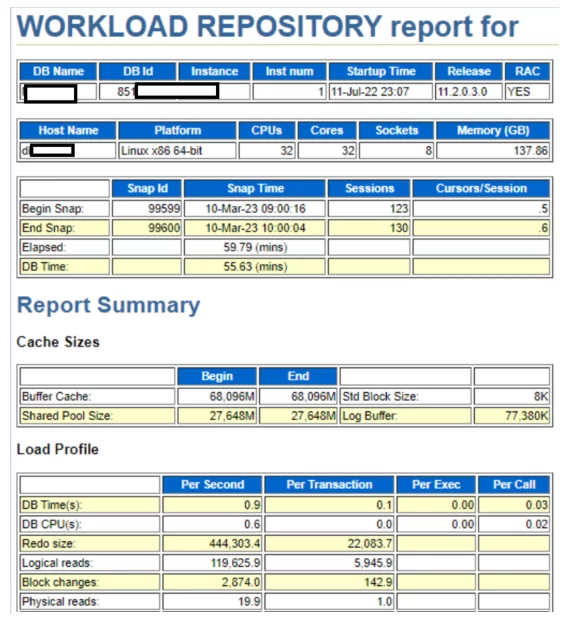 WORKLOAD REPOSITORY report for
DB Name DB Id Instance Inst num Startup Time Release RAC
851 1 11-Jul-22 23:07 11.2.0.3.0 YES
Host Name Platform CPUs Cores Sockets Memory (GB)
Linux x86 64-bit 32 32 8 137.86
Snap Id Snap Time Sessions Cursors/Session
Begin Snap: 99599 10-Mar-23 09:00:16 123 .5
End Snap: 99600 10-Mar-23 10:00:04 130 .6
Elapsed: 59.79 (mins)
DB Time: 55.63 (mins)
Report Summary
Cache Sizes
Begin End
Buffer Cache: 68,096M 68,096M Std Block Size: 8K
Shared Pool Size: 27,648M 27,648M Log Buffer: 77,380K
Load Profile
Per Second Per Transaction Per Exec Per Call
DB Time(s): 0.9 0.1 0.00 0.03
DB CPU(s): 0.6 0.0 0.00 0.02
Redo size: 444,303.4 22,083.7
Logical reads: 119,625.9 5,945.9
Block changes: 2,874.0 142.9
Physical reads: 19.9 1.0